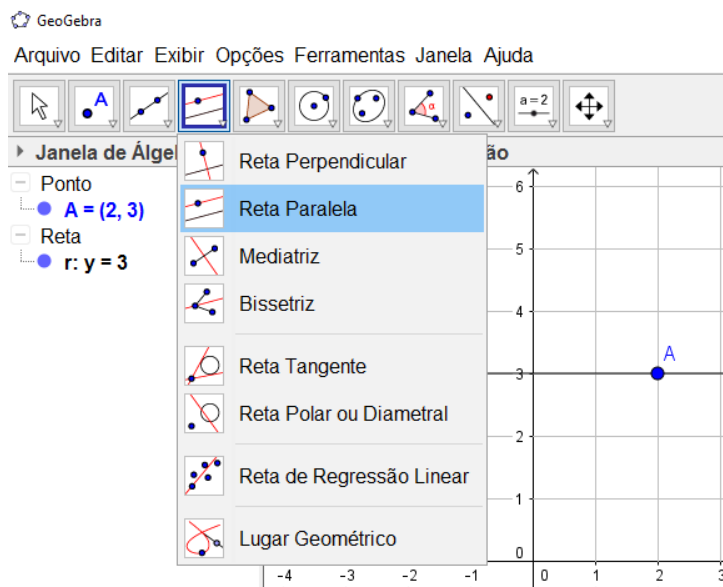 GeoGebra
Arquivo Editar Exibir Opções Ferramentas Janela Ajuda
A
α
a=2
Janela de Álge
ão
Ponto
A = (2, 3)
Reta
r: y = 3
Reta Perpendicular
Reta Paralela
Mediatriz
Bissetriz
Reta Tangente
Reta Polar ou Diametral
Reta de Regressão Linear
Lugar Geométrico
6
5
4
3
2
1
0
A
-4 -3 -2 -1 0 1 2 3